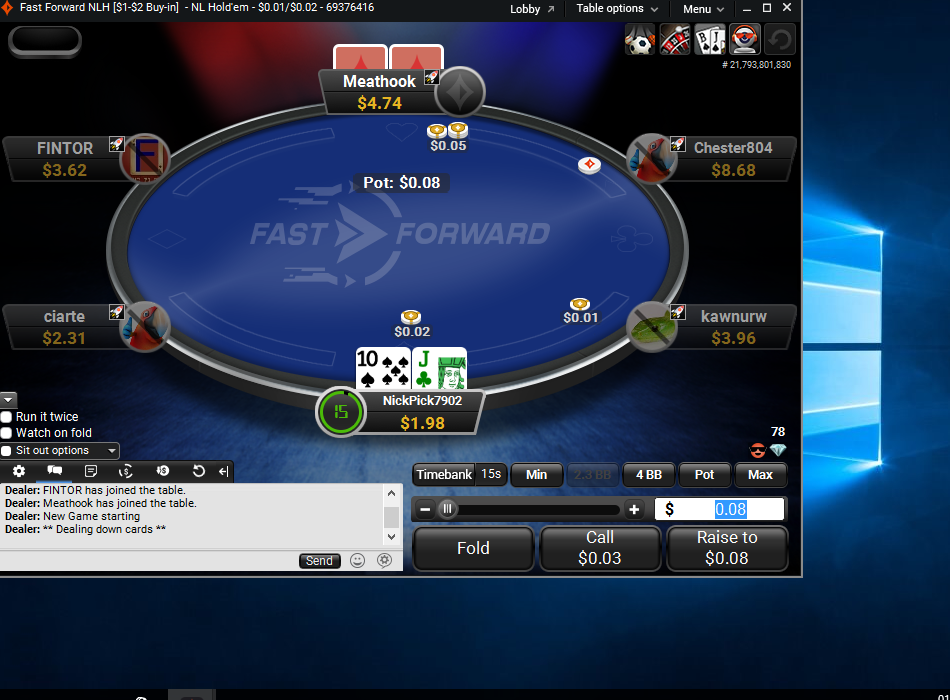 Fast Forward NLH [$1-$2 Buy-in] - NL Hold'em - $0.01/$0.02 - 69376416
Lobby
Table options
Menu
# 21,793,801,830
Meathook
$4.74
FINTOR
$3.62
Chester804
$8.68
$0.05
Pot: $0.08
FAST FORWARD
ciarte
$2.31
kawnurw
$3.96
$0.02
$0.01
10
J
NickPick7902
$1.98
15
Run it twice
Watch on fold
Sit out options
78
Timebank 15s
Min
2.3 BB
4 BB
Pot
Max
Dealer: FINTOR has joined the table.
Dealer: Meathook has joined the table.
Dealer: New Game starting
Dealer: ** Dealing down cards **
$ 0.08
Send
Fold
Call
$0.03
Raise to
$0.08